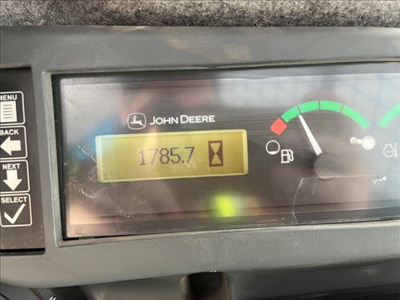 MENU
JOHN DEERE
BACK
1785.7
NEXT
SELECT